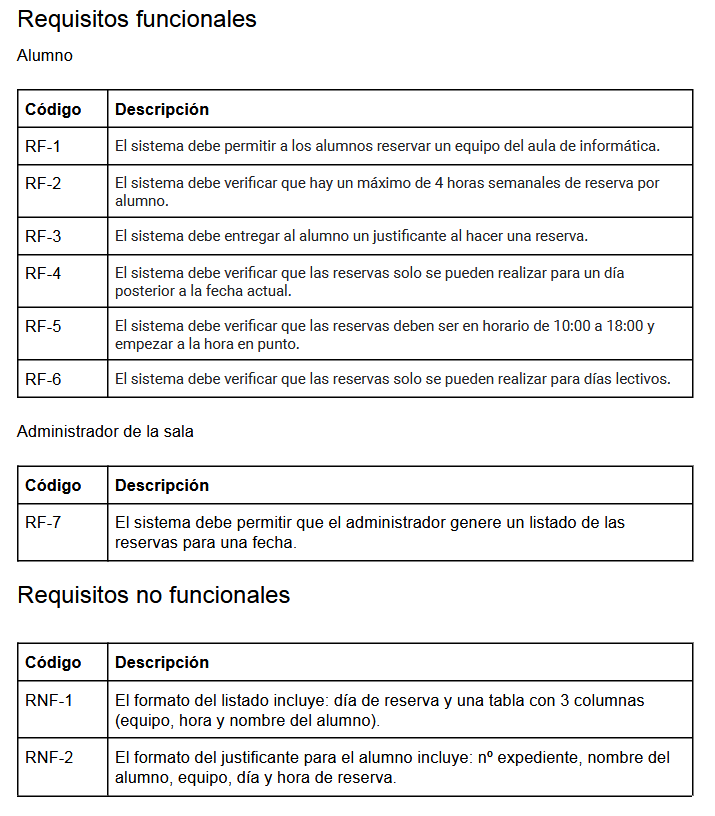 Requisitos funcionales
Alumno
Código Descripción
RF-1 El sistema debe permitir a los alumnos reservar un equipo del aula de informática.
RF-2 El sistema debe verificar que hay un máximo de 4 horas semanales de reserva por
alumno.
RF-3 El sistema debe entregar al alumno un justificante al hacer una reserva.
RF-4 El sistema debe verificar que las reservas solo se pueden realizar para un día
posterior a la fecha actual.
RF-5 El sistema debe verificar que las reservas deben ser en horario de 10:00 a 18:00 y
empezar a la hora en punto.
RF-6 El sistema debe verificar que las reservas solo se pueden realizar para días lectivos.
Administrador de la sala
Código Descripción
RF-7 El sistema debe permitir que el administrador genere un listado de las
reservas para una fecha.
Requisitos no funcionales
Código Descripción
RNF-1 El formato del listado incluye: día de reserva y una tabla con 3 columnas
(equipo, hora y nombre del alumno).
RNF-2 El formato del justificante para el alumno incluye: nº expediente, nombre del
alumno, equipo, día y hora de reserva.